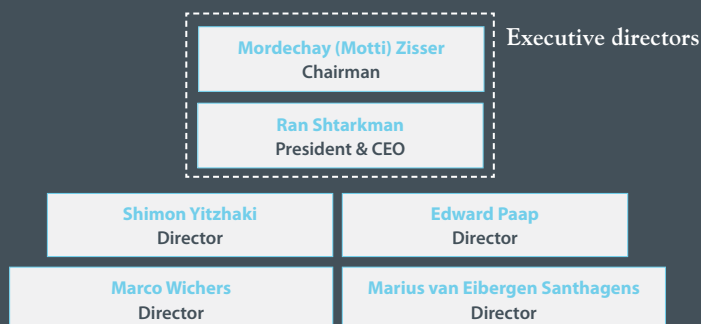 Executive directors
Mordechay (Motti) Zisser
Chairman
Ran Shtarkman
President & CEO
Shimon Yitzhaki
Director
Edward Paap
Director
Marco Wichers
Director
Marius van Eibergen Santhagens
Director